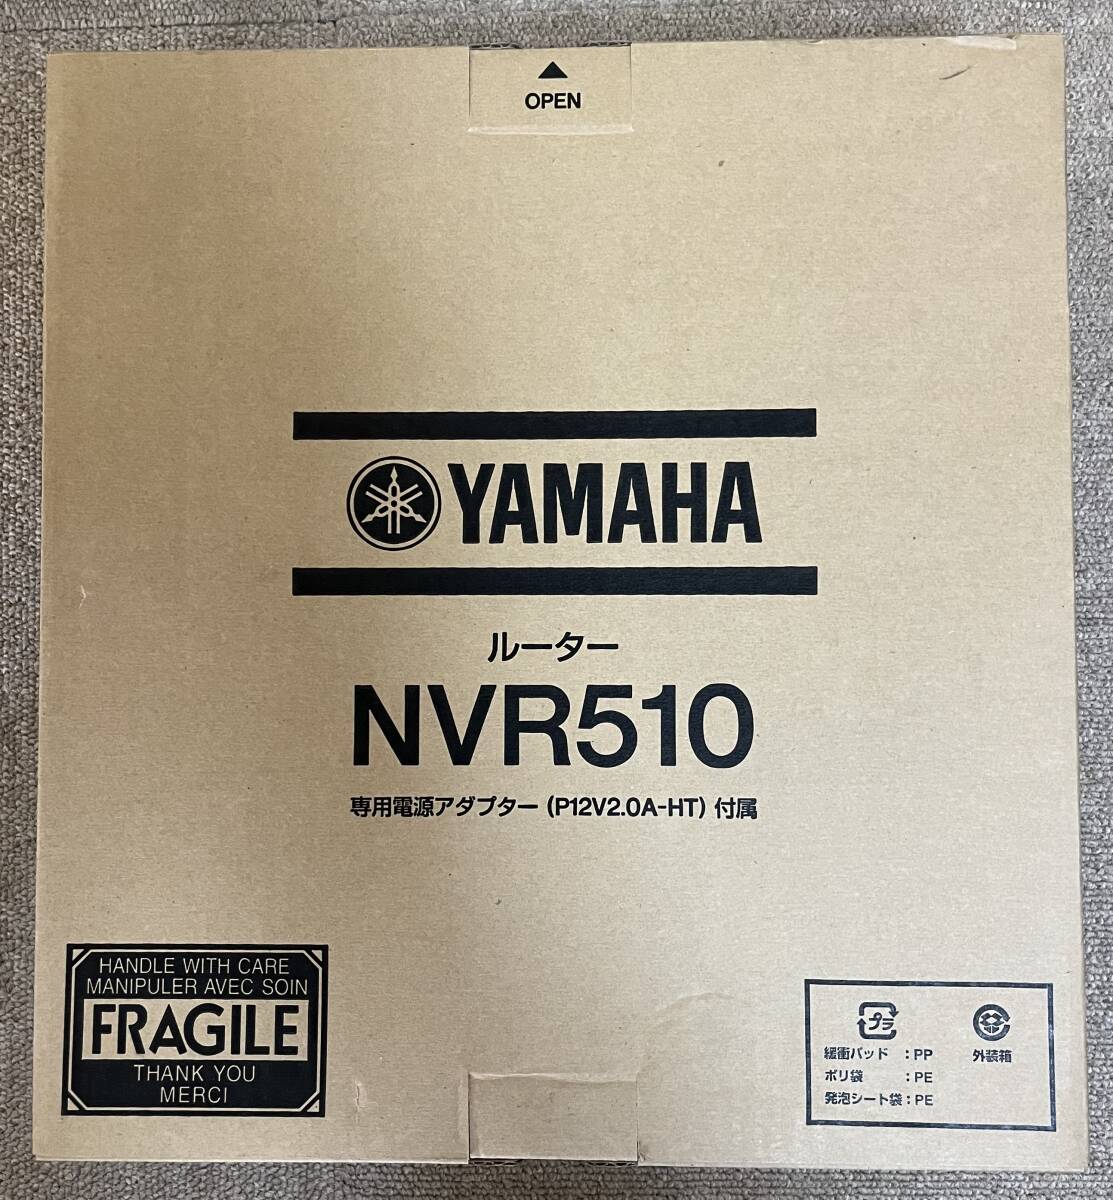 OPEN
YAMAHA
ルーター
NVR510
専用電源アダプター (P12V2.0A-HT) 付属
HANDLE WITH CARE
MANIPULER AVEC SOIN
FRAGILE
THANK YOU
MERCI
プラ
緩衝パッド : PP
ポリ袋 : PE
発泡シート袋 : PE
外装箱